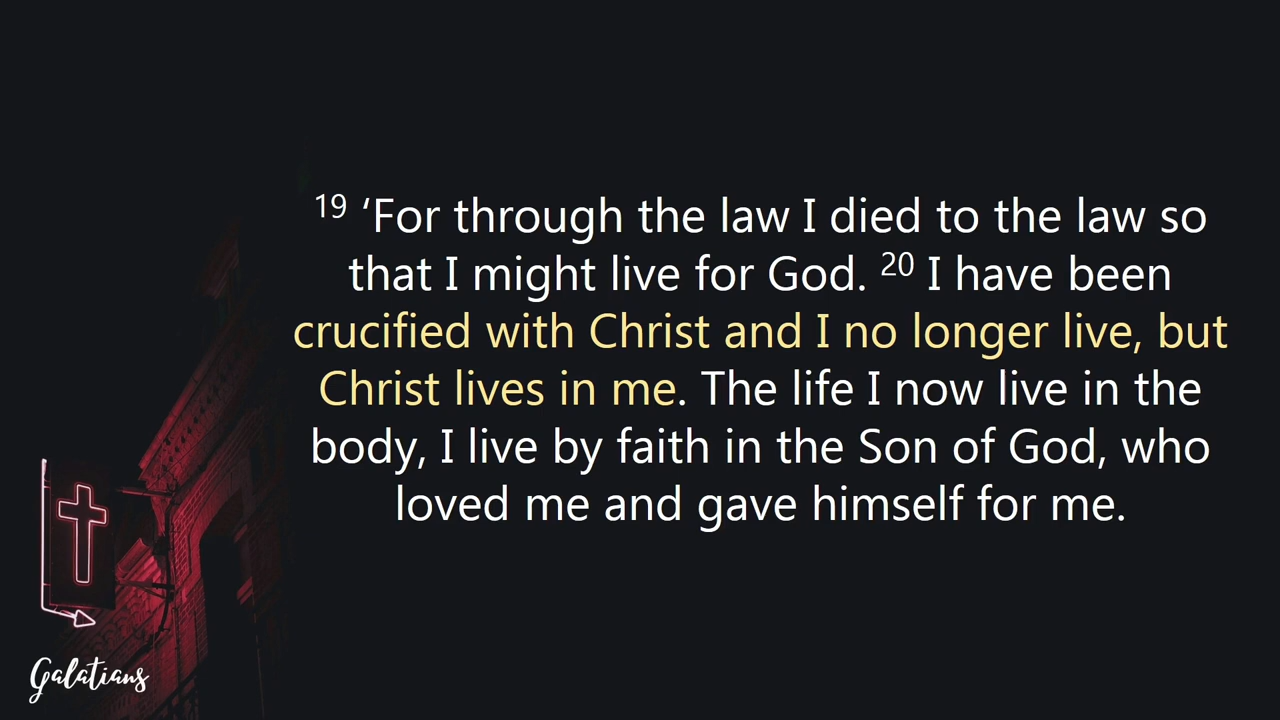 19 ‘For through the law I died to the law so
that I might live for God. 20 I have been
crucified with Christ and I no longer live, but
Christ lives in me. The life I now live in the
body, I live by faith in the Son of God, who
loved me and gave himself for me.
Galatians